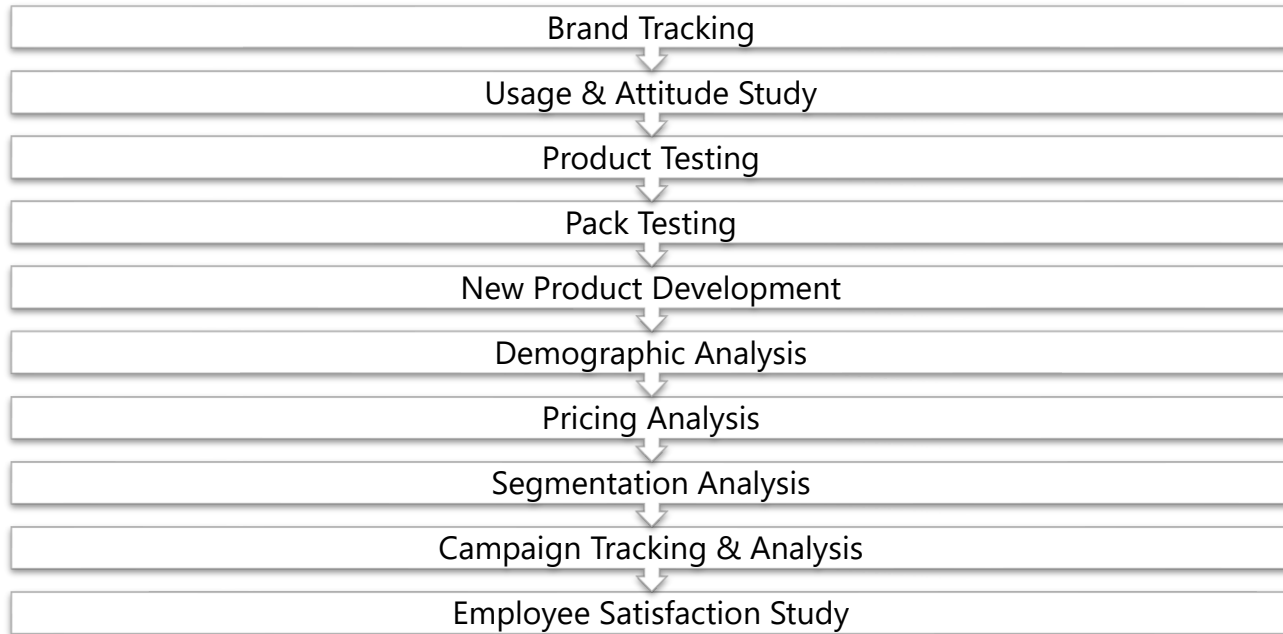 Brand Tracking
Usage & Attitude Study
Product Testing
Pack Testing
New Product Development
Demographic Analysis
Pricing Analysis
Segmentation Analysis
Campaign Tracking & Analysis
Employee Satisfaction Study